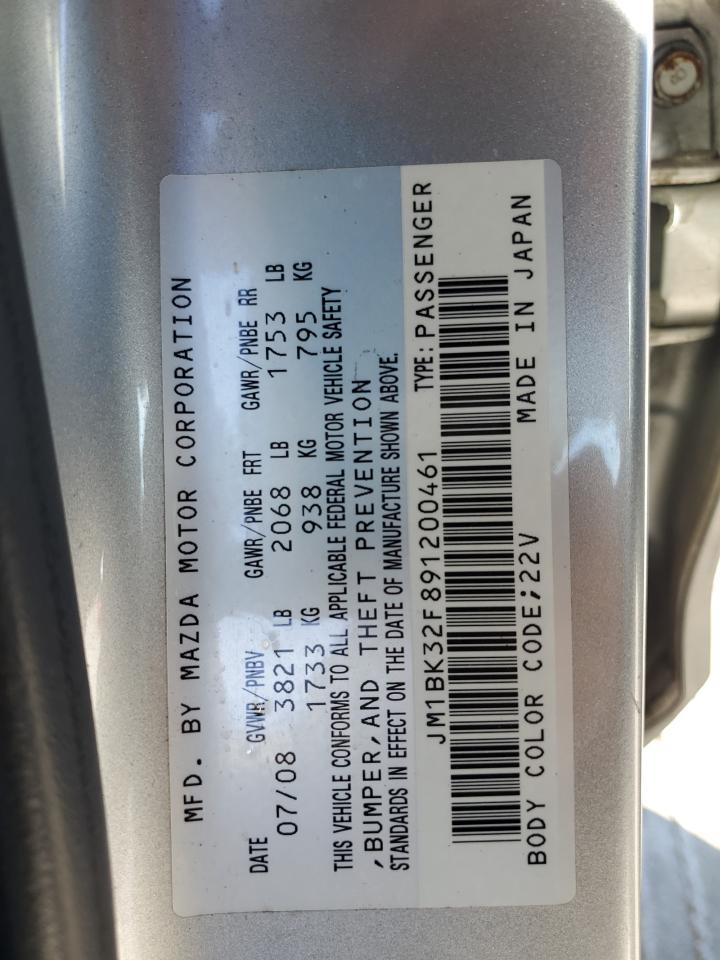 MFD. BY MAZDA MOTOR CORPORATION
DATE GVWR/PNBV GAWR/PNBE FRT GAWR/PNBE RR
07/08 3821 LB 2068 LB 1753 LB
1733 KG 938 KG 795 KG
THIS VEHICLE CONFORMS TO ALL APPLICABLE FEDERAL MOTOR VEHICLE SAFETY
,BUMPER,AND THEFT PREVENTION
STANDARDS IN EFFECT ON THE DATE OF MANUFACTURE SHOWN ABOVE.
JM1BK32F891200461 TYPE: PASSENGER
BODY COLOR CODE;22V MADE IN JAPAN